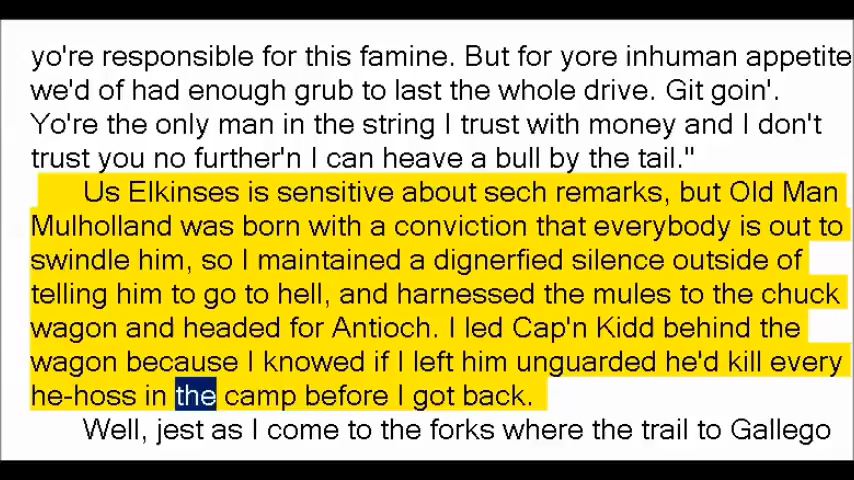 yo're responsible for this famine. But for yore inhuman appetite
we'd of had enough grub to last the whole drive. Git goin'.
Yo're the only man in the string I trust with money and I don't
trust you no further'n I can heave a bull by the tail."
Us Elkinses is sensitive about sech remarks, but Old Man
Mulholland was born with a conviction that everybody is out to
swindle him, so I maintained a dignerfied silence outside of
telling him to go to hell, and harnessed the mules to the chuck
wagon and headed for Antioch. I led Cap'n Kidd behind the
wagon because I knowed if I left him unguarded he'd kill every
he-hoss in the camp before I got back.
Well, jest as I come to the forks where the trail to Gallego